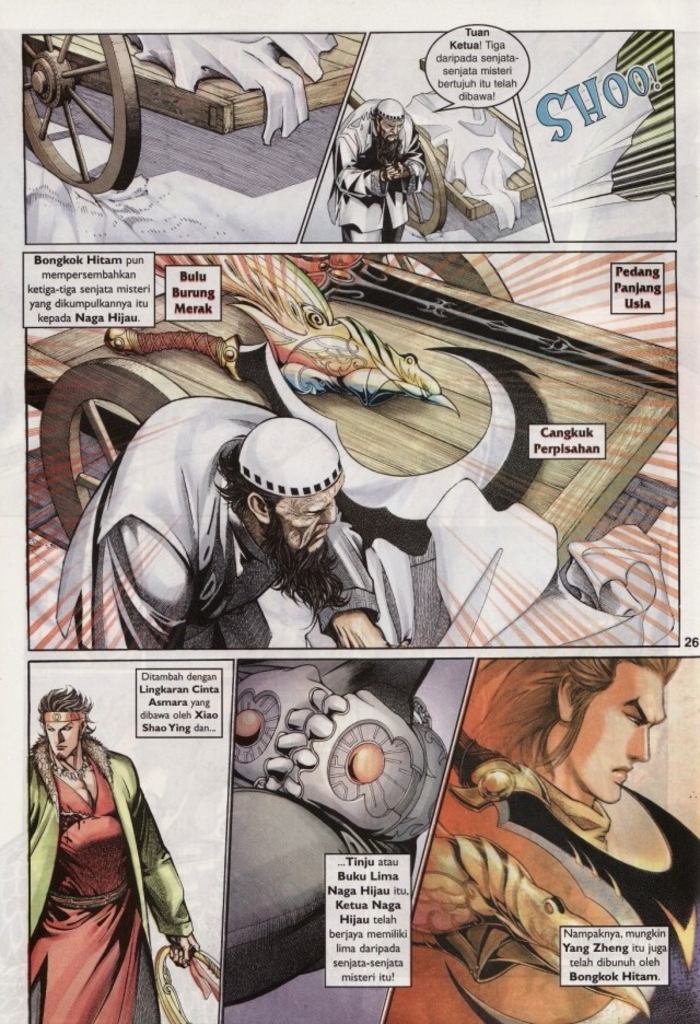 Tuan
Ketua! Tiga
daripada senjata-
senjata misteri
bertujuh itu telah
dibawa!
SHOO!
Bongkok Hitam pun
mempersembahkan
ketiga-tiga senjata misteri
yang dikumpulkannya itu
kepada Naga Hijau.
Bulu
Burung
Merak
Pedang
Panjang
Usia
Cangkuk
Perpisahan
26
Ditambah dengan
Lingkaran Cinta
Asmara yang
dibawa oleh Xiao
Shao Ying dan...
...Tinju atau
Buku Lima
Naga Hijau itu,
Ketua Naga
Hijau telah
berjaya memiliki
lima daripada
senjata-senjata
misteri itu!
Nampaknya, mungkin
Yang Zheng itu juga
telah dibunuh oleh
Bongkok Hitam.